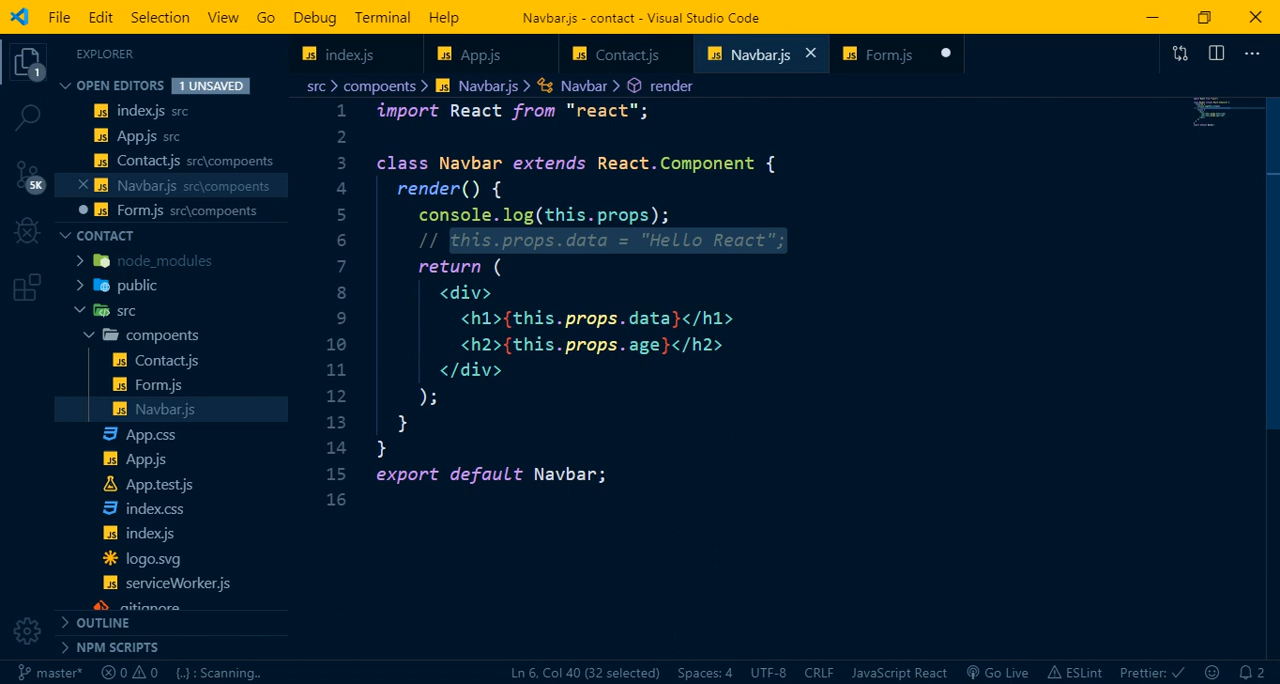 File Edit Selection View Go Debug Terminal Help Navbar.js - contact - Visual Studio Code
EXPLORER
1
OPEN EDITORS 1 UNSAVED
index.js src
App.js src
Contact.js src\compoents
5K
Navbar.js src\compoents
Form.js src\compoents
CONTACT
node_modules
public
src
compoents
Contact.js
Form.js
Navbar.js
App.css
App.js
App.test.js
index.css
index.js
logo.svg
serviceWorker.js
.gitignore
OUTLINE
NPM SCRIPTS
index.js App.js Contact.js Navbar.js Form.js
src > compoents > Navbar.js > Navbar > render
1 import React from "react";
2
3 class Navbar extends React.Component {
4 render() {
5 console.log(this.props);
6 // this.props.data = "Hello React";
7 return (
8 <div>
9 <h1>{this.props.data}</h1>
10 <h2>{this.props.age}</h2>
11 </div>
12 );
13 }
14 }
15 export default Navbar;
16
master* 0 0 {..} : Scanning.. Ln 6, Col 40 (32 selected) Spaces: 4 UTF-8 CRLF JavaScript React Go Live ESLint Prettier: ✓ 2